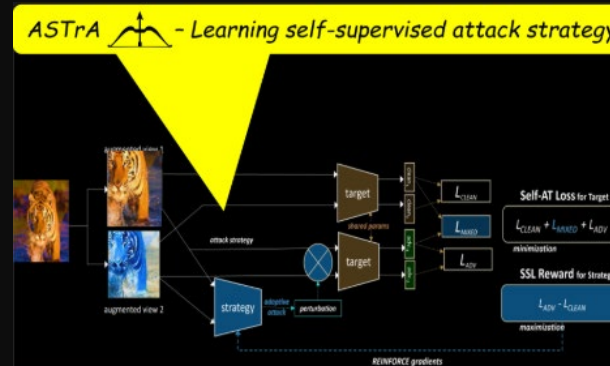 ASTrA - Learning self-supervised attack strategy
augmented view 1
augmented view 2
attack strategy
strategy
adaptive
attack
perturbation
target
shared params
target
clean₁
clean₂
L_CLEAN
L_MIXED
L_ADV
Self-AT Loss for Target
L_CLEAN + L_MIXED + L_ADV
minimization
SSL Reward for Strategy
L_ADV - L_CLEAN
maximization
REINFORCE gradients